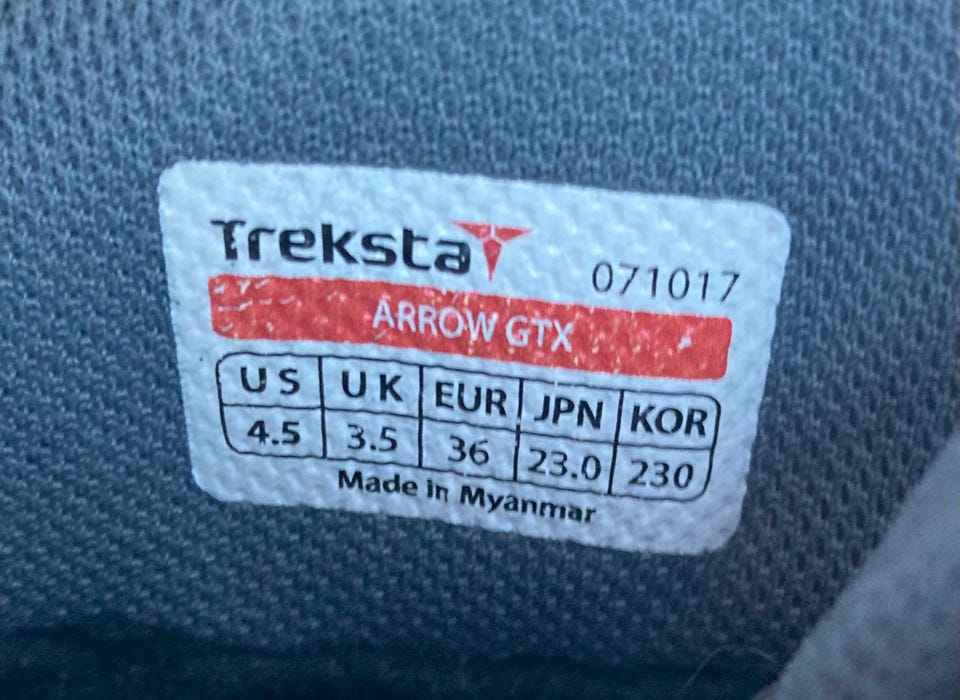 Treksta 071017
ARROW GTX
US UK EUR JPN KOR
4.5 3.5 36 23.0 230
Made in Myanmar